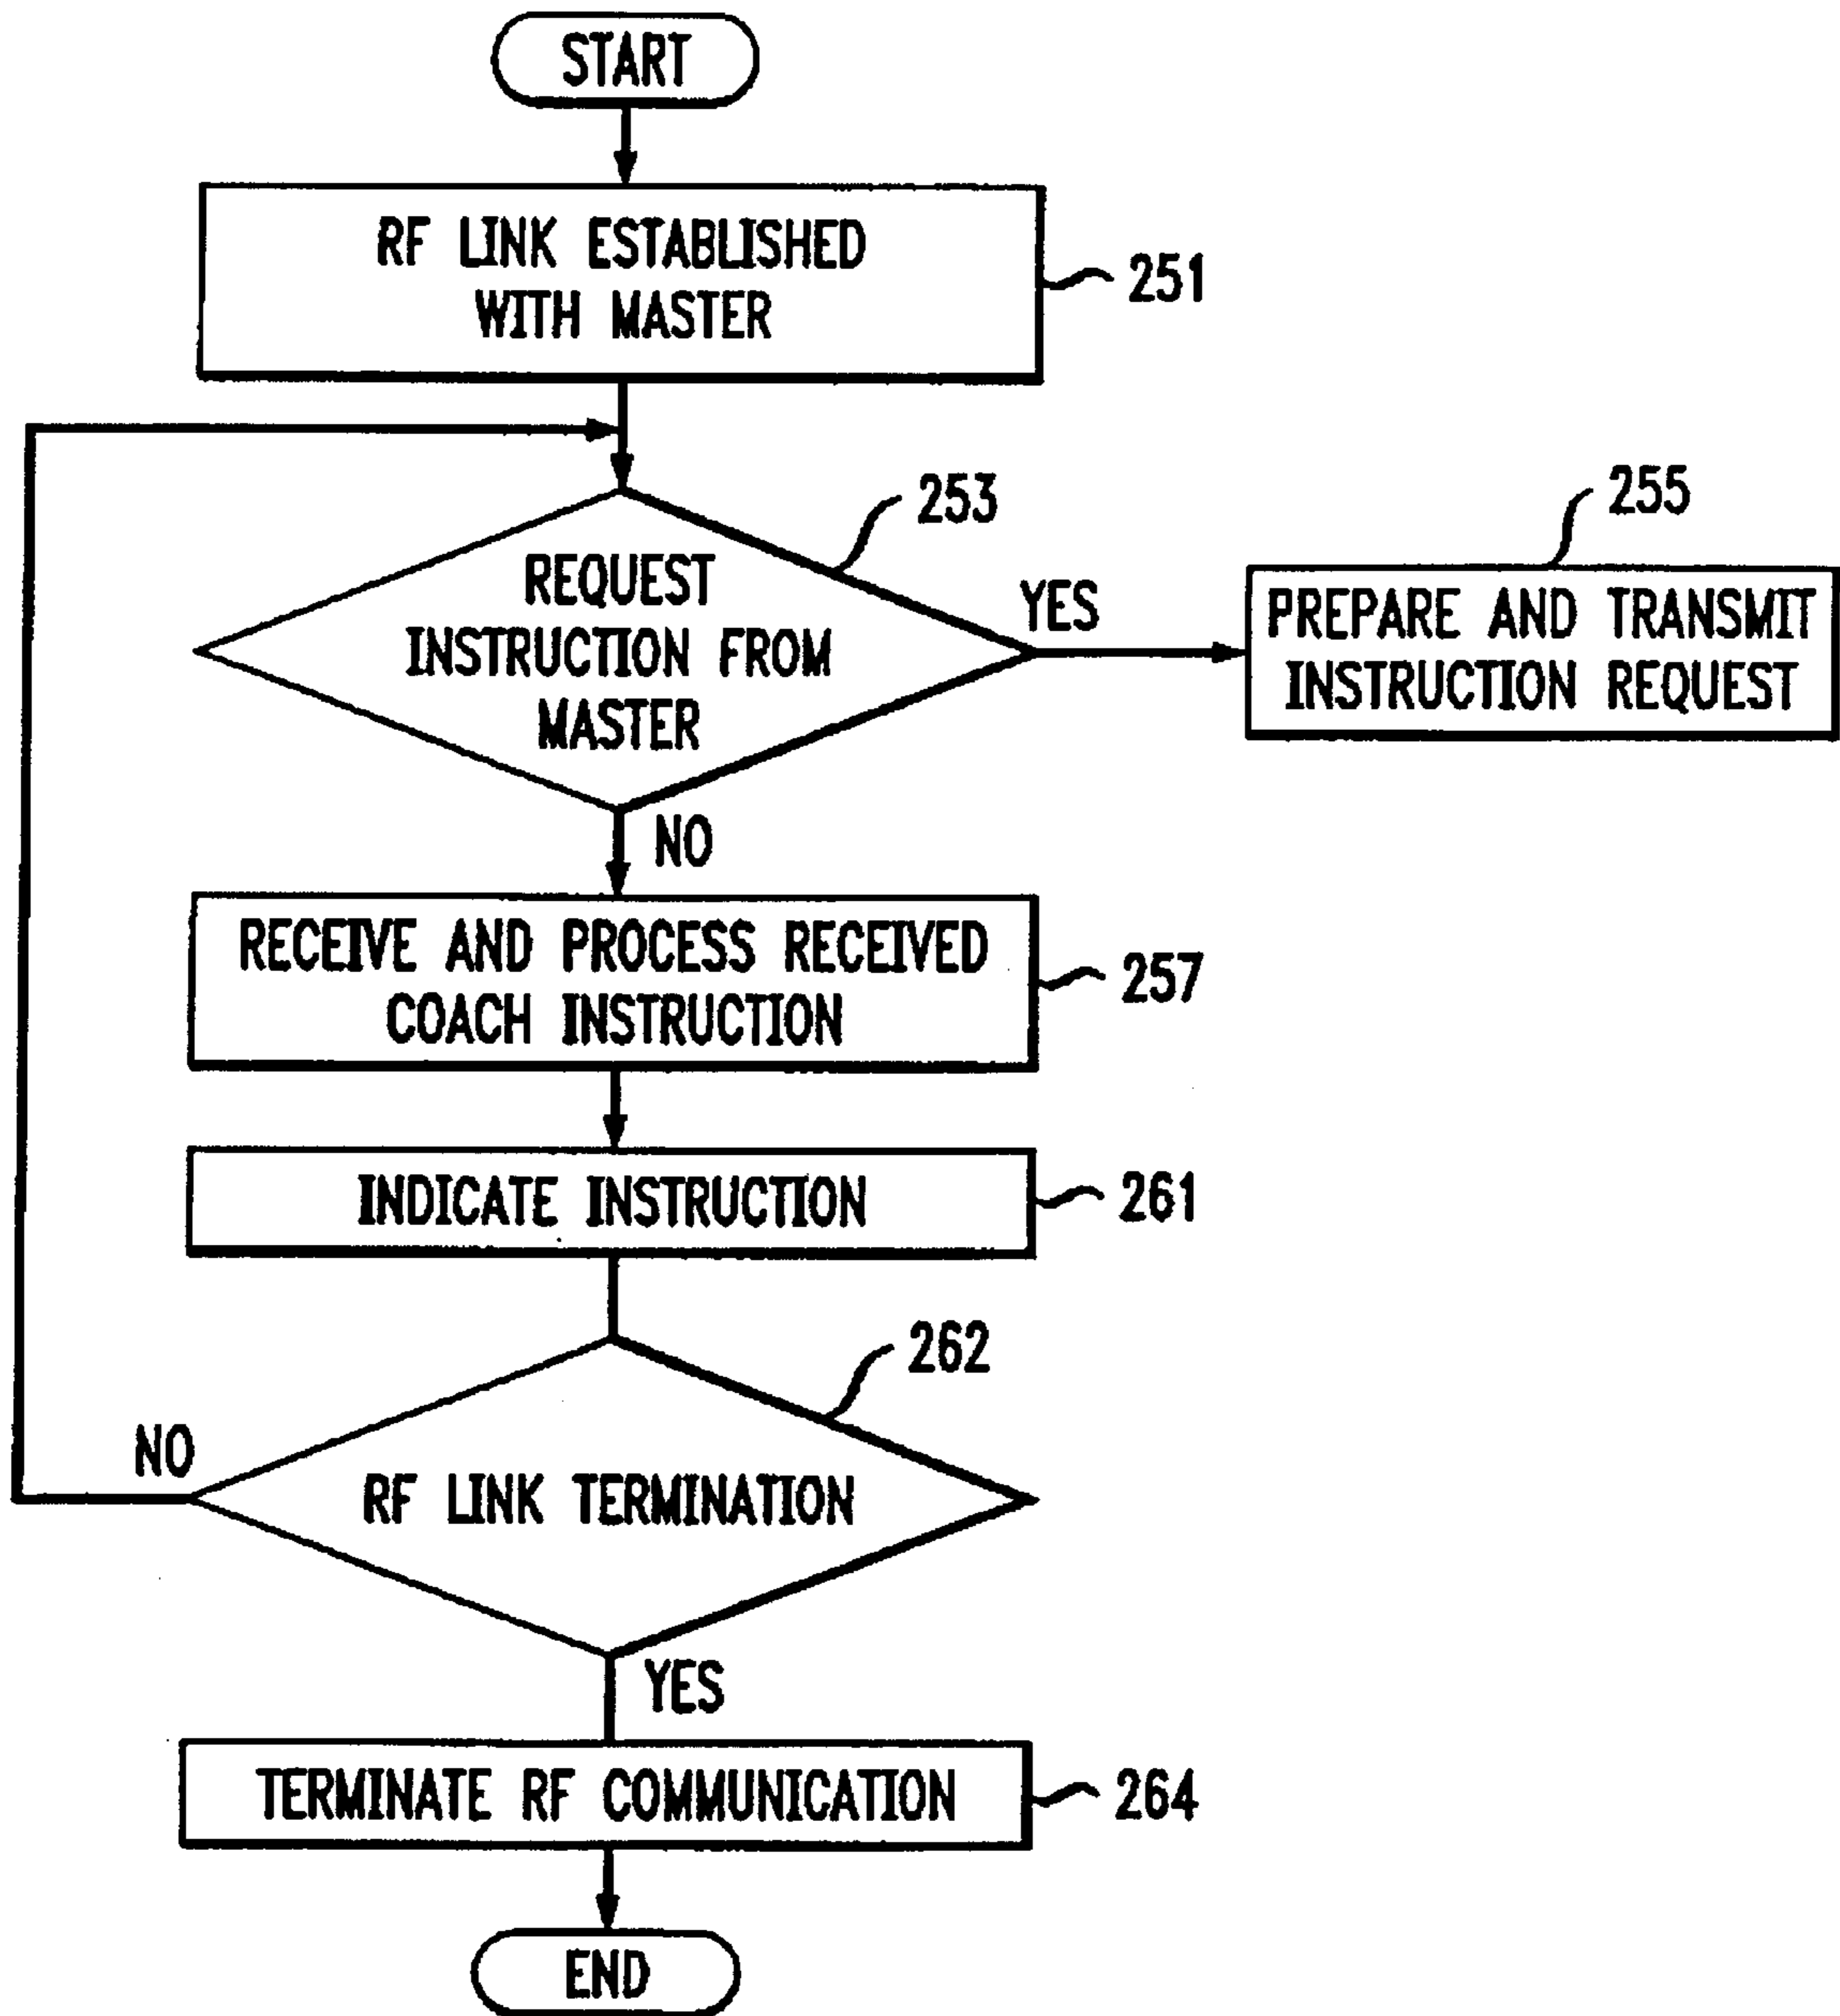 START
RF LINK ESTABLISHED
WITH MASTER
251
253
REQUEST
INSTRUCTION FROM
MASTER
YES
255
PREPARE AND TRANSMIT
INSTRUCTION REQUEST
NO
RECEIVE AND PROCESS RECEIVED
COACH INSTRUCTION
257
INDICATE INSTRUCTION
261
262
NO
RF LINK TERMINATION
YES
TERMINATE RF COMMUNICATION
264
END